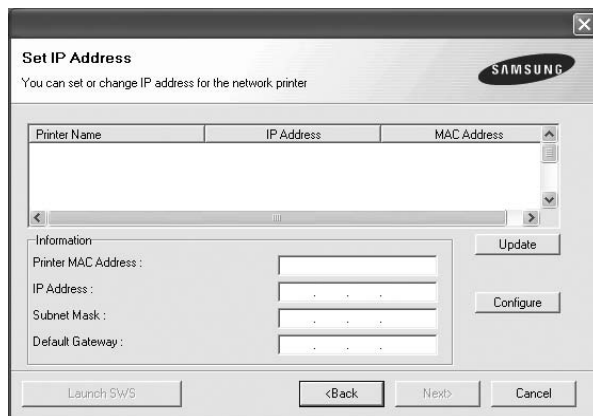 Set IP Address
You can set or change IP address for the network printer
SAMSUNG
Printer Name IP Address MAC Address
Information
Update
Printer MAC Address :
IP Address : . . .
Configure
Subnet Mask : . . .
Default Gateway : . . .
Launch SWS <Back Next> Cancel